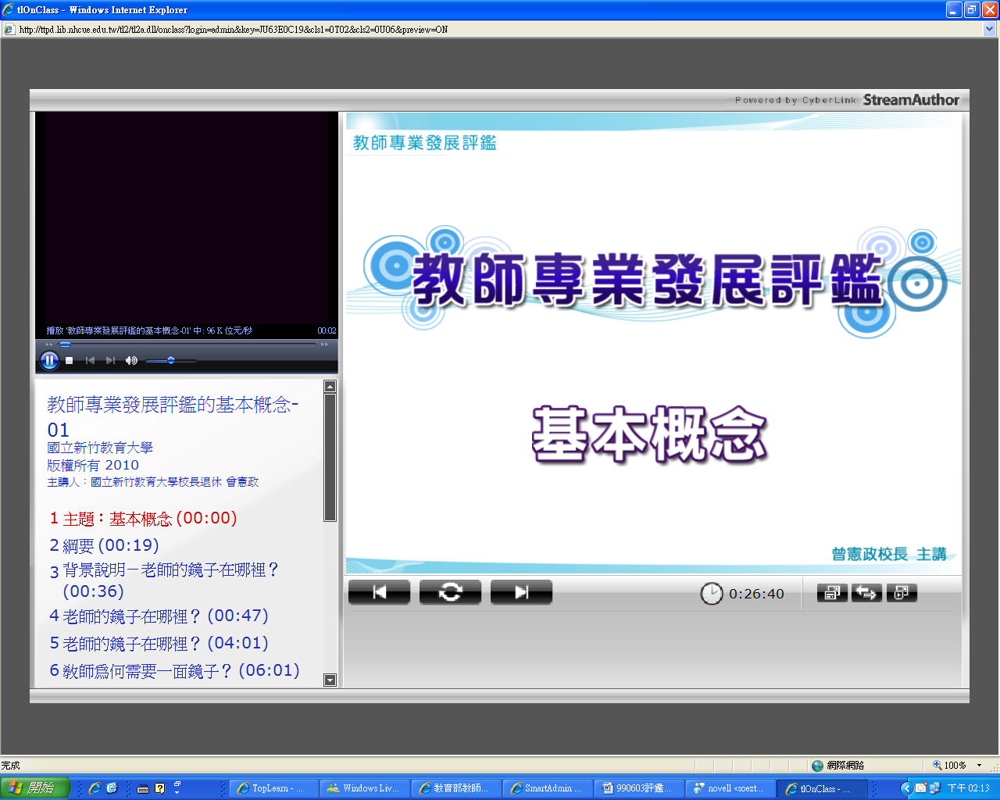 tlOnClass - Windows Internet Explorer
http://ttpd.lib.nhcue.edu.tw/tl2/tl2a.dll/onclass?login=admin&key=JU63E0C19&cls1=0T02&cls2=0U06&preview=ON
Powered by CyberLink StreamAuthor
教師專業發展評鑑
教師專業發展評鑑
基本概念
曾憲政校長 主講
播放 '教師專業發展評鑑的基本概念-01' 中: 96 K 位元/秒 00:02
教師專業發展評鑑的基本概念-
01
國立新竹教育大學
版權所有 2010
主講人：國立新竹教育大學校長退休 曾憲政
1 主題：基本概念 (00:00)
2 綱要 (00:19)
3 背景說明－老師的鏡子在哪裡？
(00:36)
4 老師的鏡子在哪裡？ (00:47)
5 老師的鏡子在哪裡？ (04:01)
6 教師為何需要一面鏡子？ (06:01)
0:26:40
完成 網際網路 100%
開始 TopLearn - ... Windows Liv... 教育部教師... SmartAdmin ... 990603評鑑... novell <soezt... tlOnClass - ... 下午 02:13